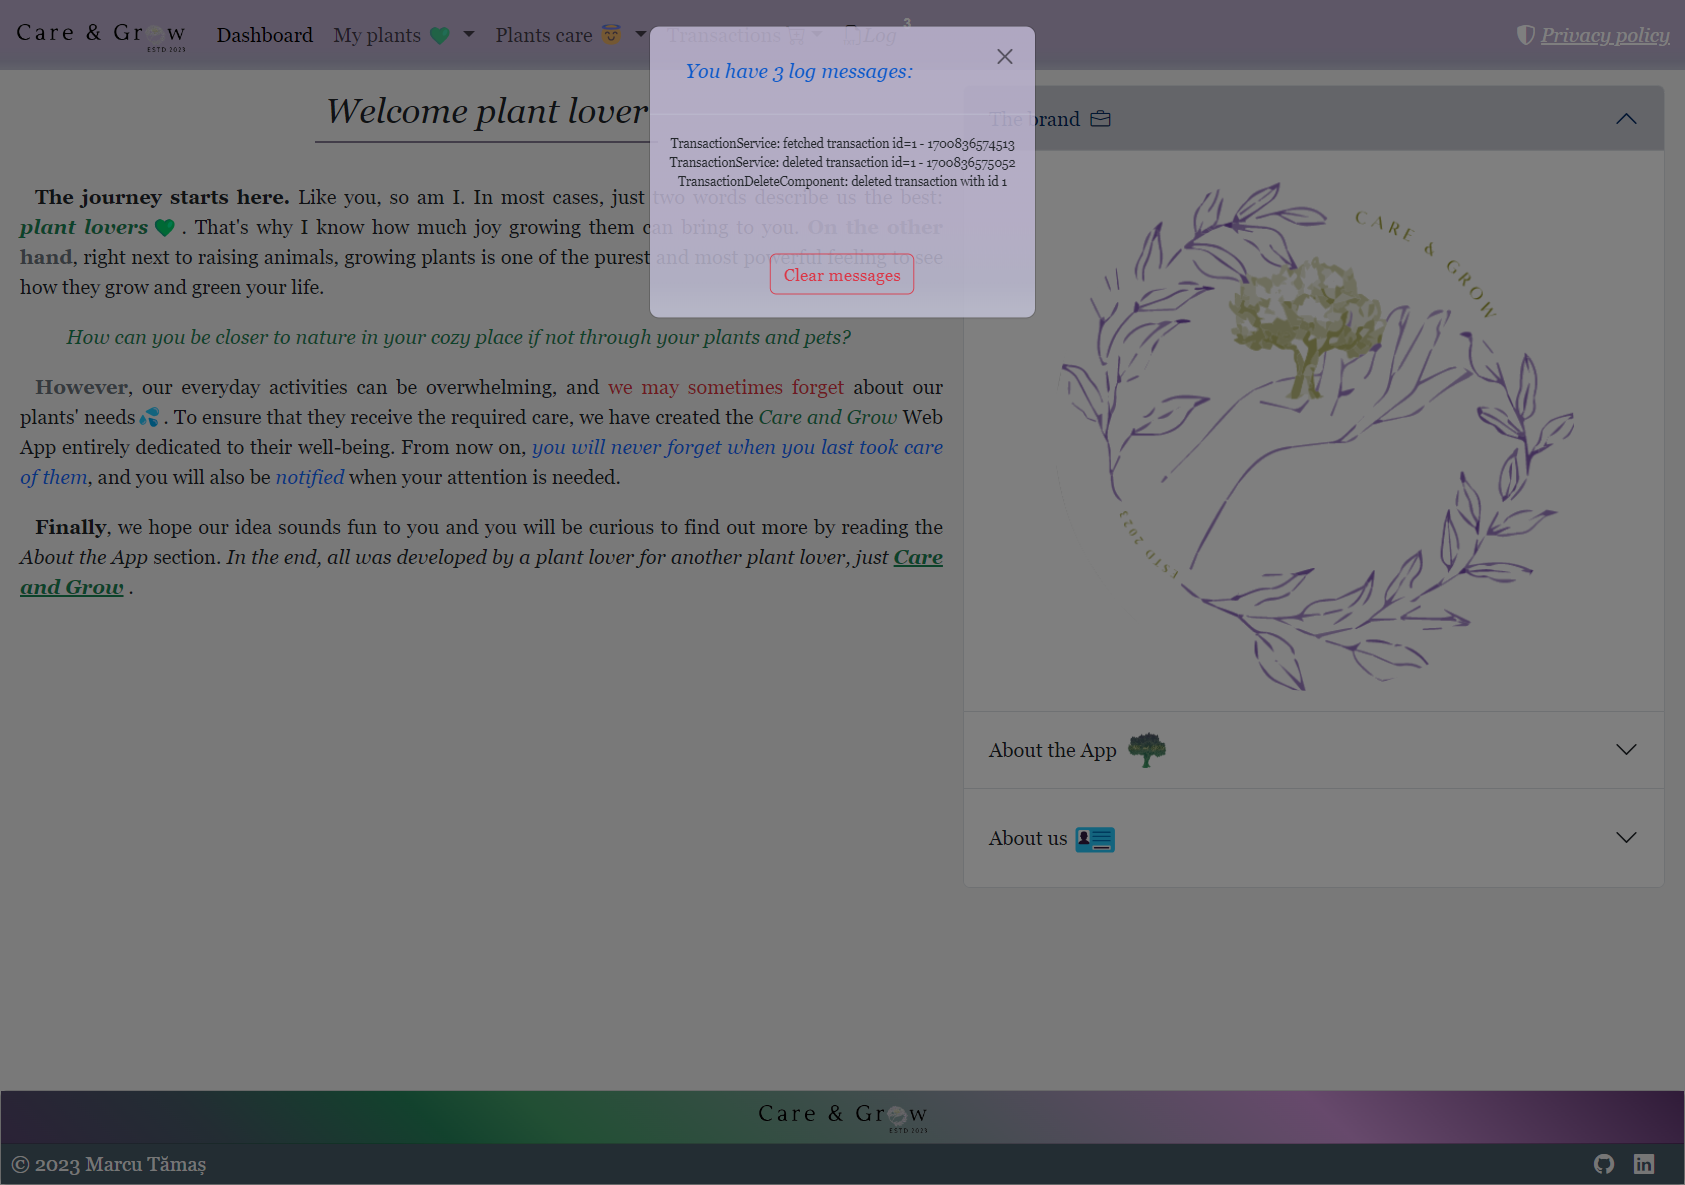 Care & Grow
ESTD 2023
Dashboard
My plants
Plants care
Transactions
Log
3
Privacy policy
You have 3 log messages:
TransactionService: fetched transaction id=1 - 1700836574513
TransactionService: deleted transaction id=1 - 1700836575052
TransactionDeleteComponent: deleted transaction with id 1
Clear messages
Welcome plant lover
The journey starts here. Like you, so am I. In most cases, just two words describe us the best:
plant lovers 💚 . That's why I know how much joy growing them can bring to you. On the other
hand, right next to raising animals, growing plants is one of the purest and most powerful feeling to see
how they grow and green your life.
How can you be closer to nature in your cozy place if not through your plants and pets?
However, our everyday activities can be overwhelming, and we may sometimes forget about our
plants' needs💦 . To ensure that they receive the required care, we have created the Care and Grow Web
App entirely dedicated to their well-being. From now on, you will never forget when you last took care
of them, and you will also be notified when your attention is needed.
Finally, we hope our idea sounds fun to you and you will be curious to find out more by reading the
About the App section. In the end, all was developed by a plant lover for another plant lover, just Care
and Grow .
The brand
CARE & GROW
ESTD 2023
About the App
About us
Care & Grow
ESTD 2023
© 2023 Marcu Tămaș